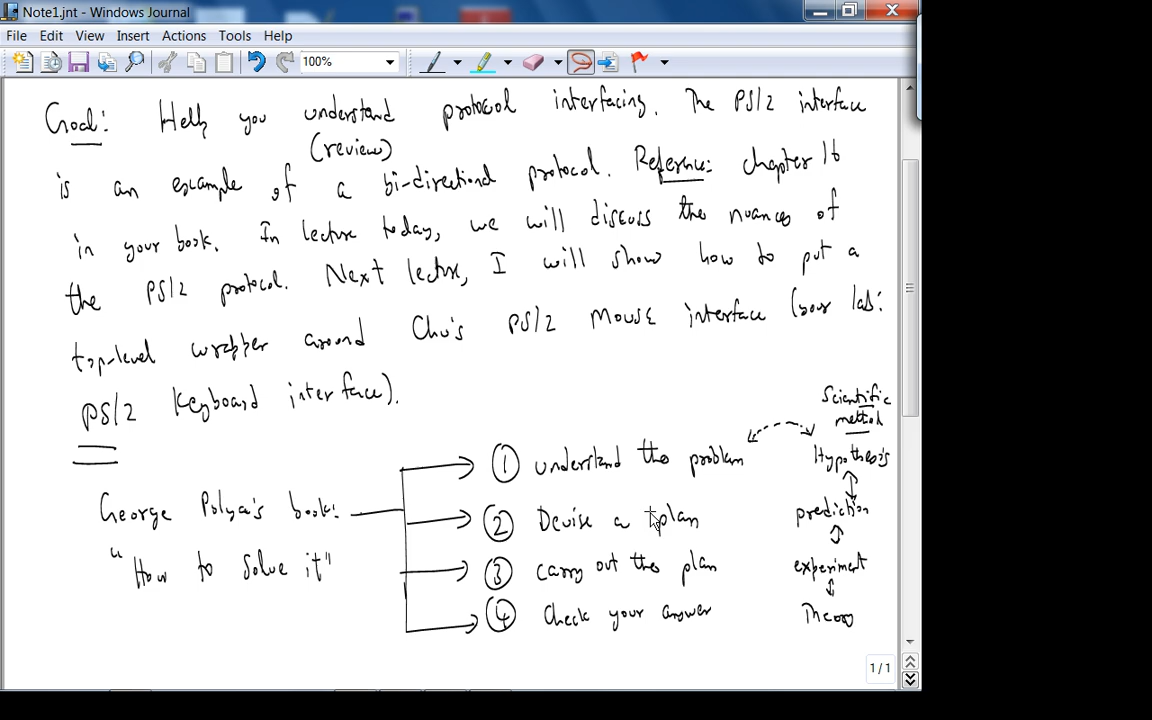 Note1.jnt - Windows Journal
File Edit View Insert Actions Tools Help
100%
Goal: Help you understand protocol interfacing. The PS/2 interface
(review)
is an example of a bi-directional protocol. Reference: chapter 16
in your book. In lecture today, we will discuss the nuances of
the PS/2 protocol. Next lecture, I will show how to put a
top-level wrapper around Chu's PS/2 Mouse interface (your lab:
PS/2 Keyboard interface).
Scientific
method
① understand the problem
Hypothesis
George Polya's book:
"How to solve it"
② Devise a plan
prediction
③ carry out the plan
experiment
④ Check your answer
Theory
1/1